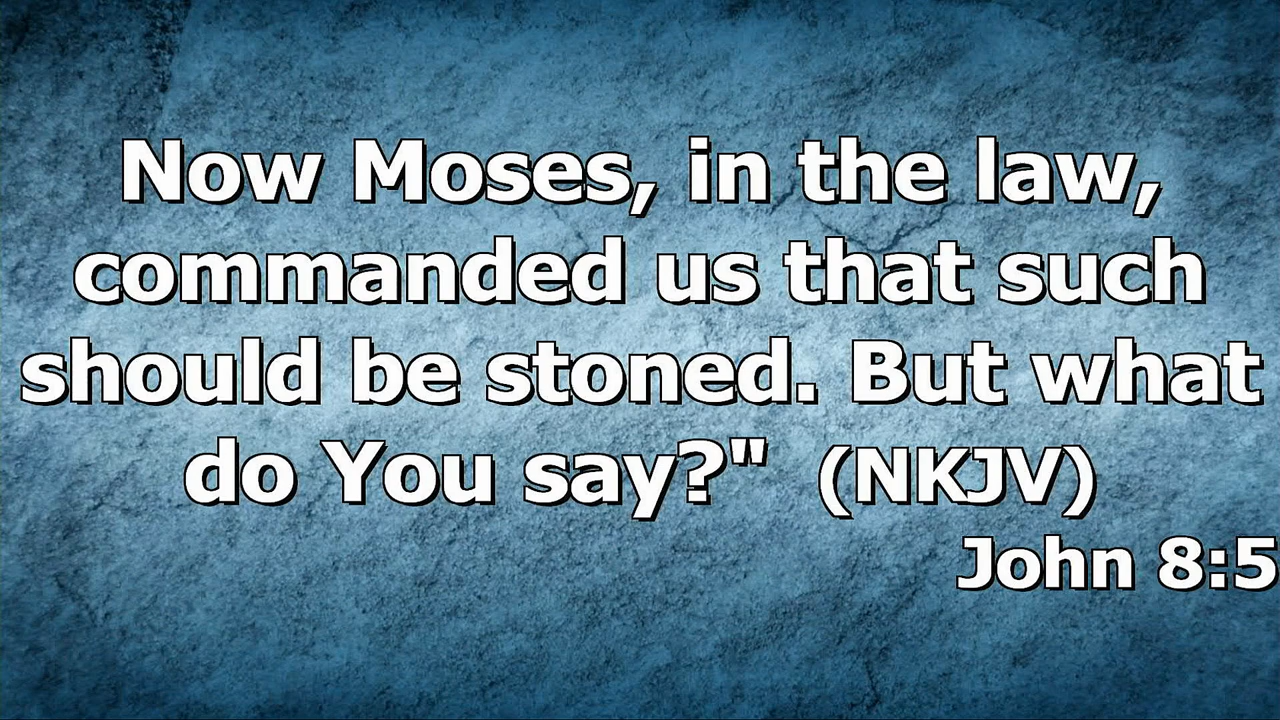 Now Moses, in the law,
commanded us that such
should be stoned. But what
do You say?" (NKJV)
John 8:5